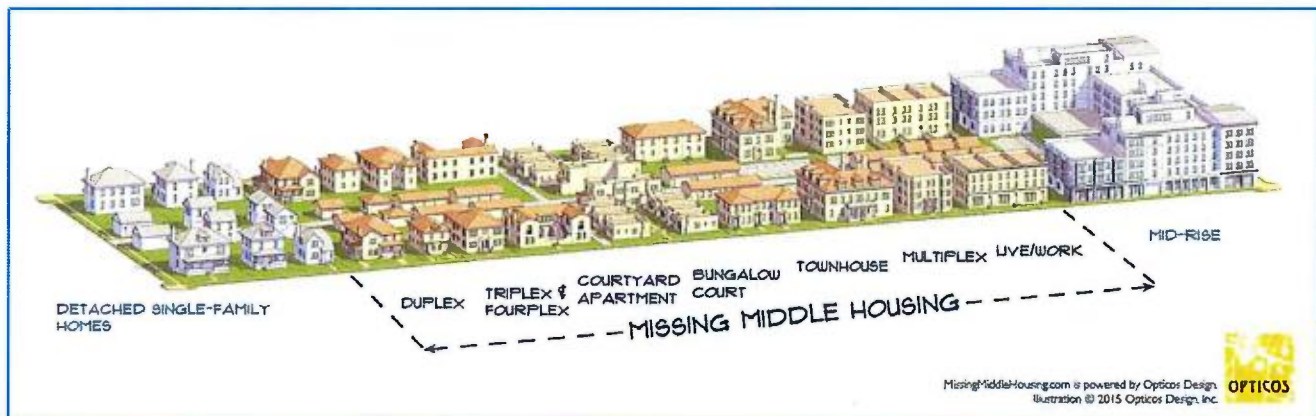 DETACHED SINGLE-FAMILY
HOMES
DUPLEX
TRIPLEX &
FOURPLEX
COURTYARD
APARTMENT
BUNGALOW
COURT
TOWNHOUSE
MULTIPLEX
LIVE/WORK
MID-RISE
MISSING MIDDLE HOUSING
MissingMiddleHousing.com is powered by Opticos Design.
Illustration © 2015 Opticos Design, Inc.
OPTICOS